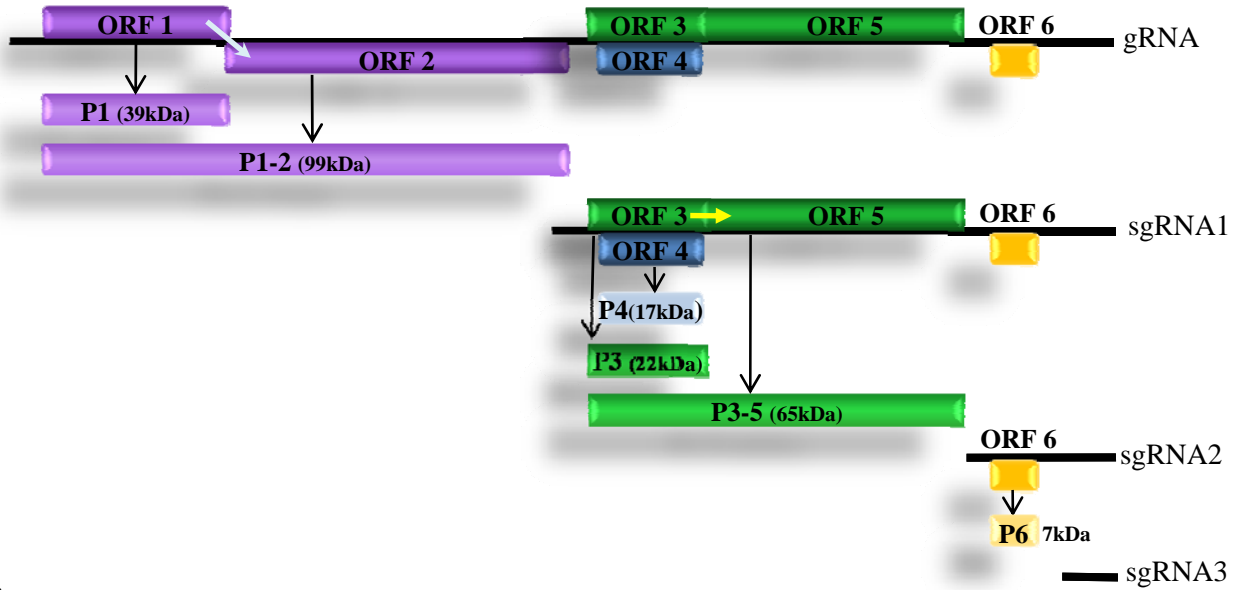 ORF 1
ORF 3
ORF 5
ORF 6
gRNA
ORF 2
ORF 4
P1 (39kDa)
P1-2 (99kDa)
ORF 3
ORF 5
ORF 6
sgRNA1
ORF 4
P4(17kDa)
P3 (22kDa)
P3-5 (65kDa)
ORF 6
sgRNA2
P6 7kDa
sgRNA3